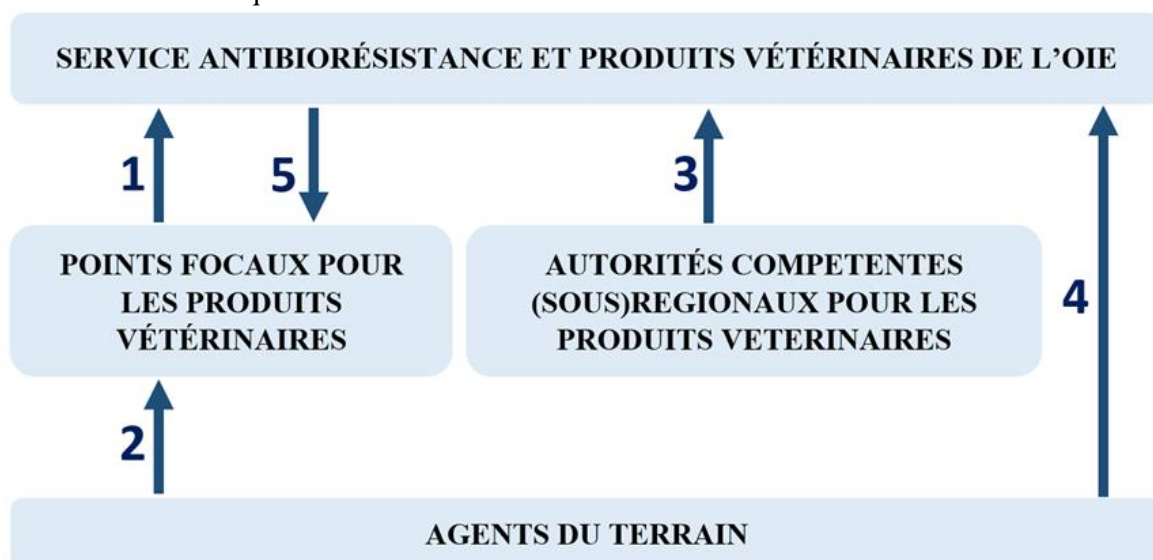 SERVICE ANTIBIORÉSISTANCE ET PRODUITS VÉTÉRINAIRES DE L'OIE
1
5
3
POINTS FOCAUX POUR
LES PRODUITS
VÉTÉRINAIRES
AUTORITÉS COMPETENTES
(SOUS)REGIONAUX POUR LES
PRODUITS VETERINAIRES
4
2
AGENTS DU TERRAIN